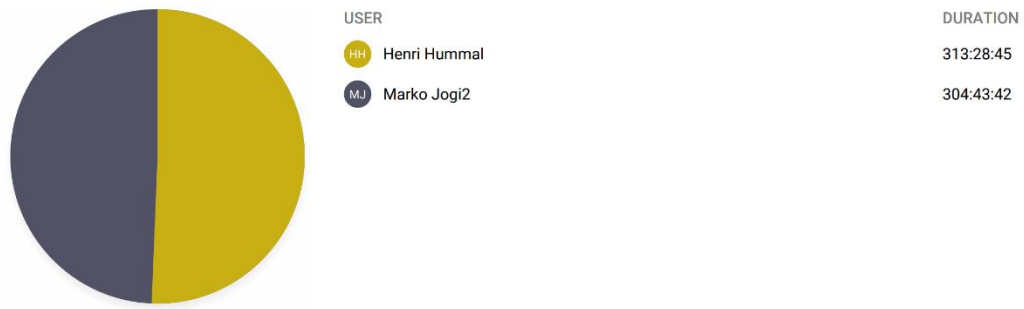 USER DURATION
HH Henri Hummal 313:28:45
MJ Marko Jogi2 304:43:42